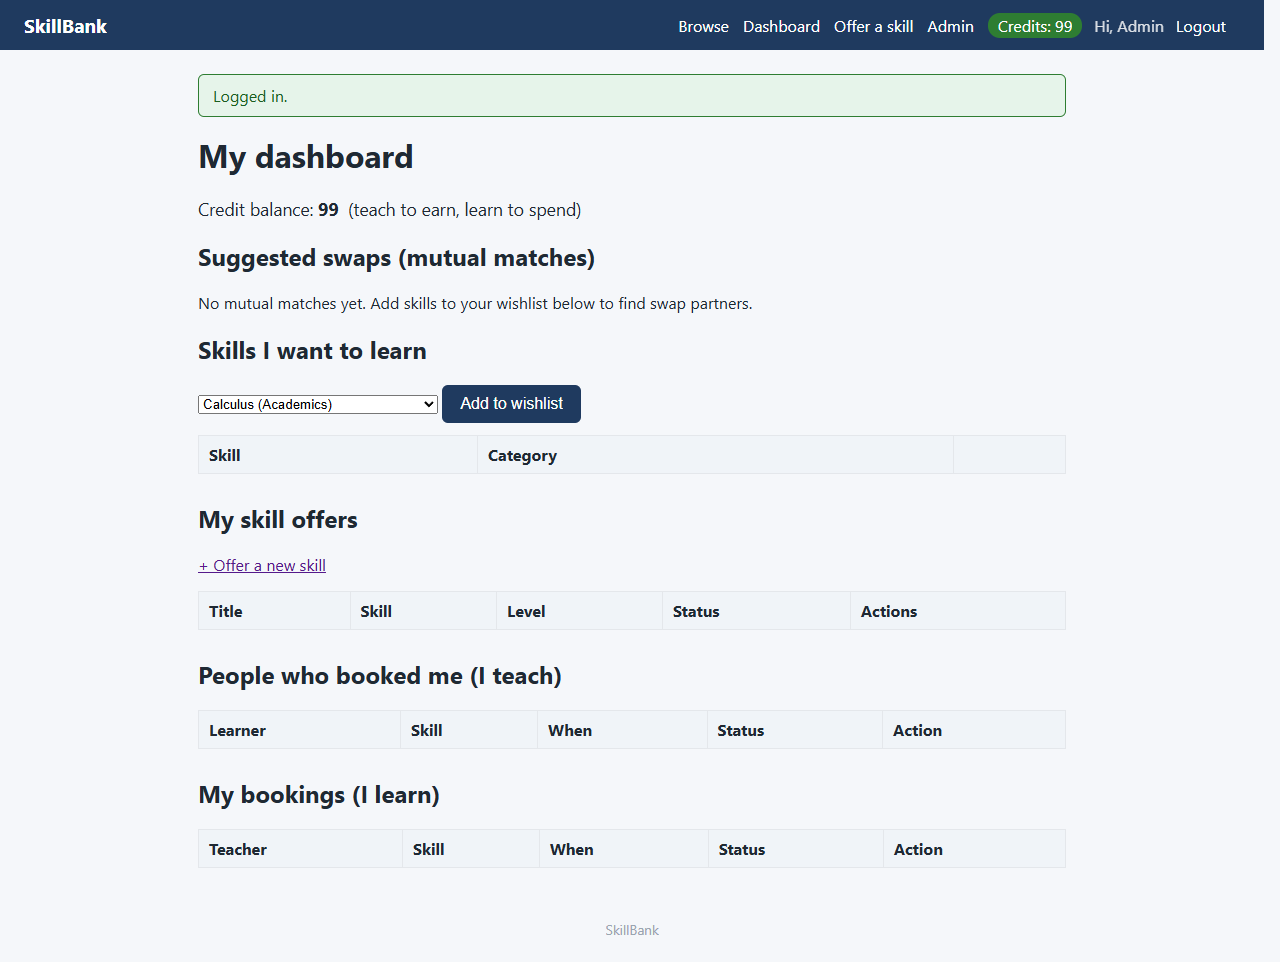 SkillBank
Browse Dashboard Offer a skill Admin Credits: 99 Hi, Admin Logout
Logged in.
My dashboard
Credit balance: 99 (teach to earn, learn to spend)
Suggested swaps (mutual matches)
No mutual matches yet. Add skills to your wishlist below to find swap partners.
Skills I want to learn
Calculus (Academics) Add to wishlist
Skill Category
My skill offers
+ Offer a new skill
Title Skill Level Status Actions
People who booked me (I teach)
Learner Skill When Status Action
My bookings (I learn)
Teacher Skill When Status Action
SkillBank